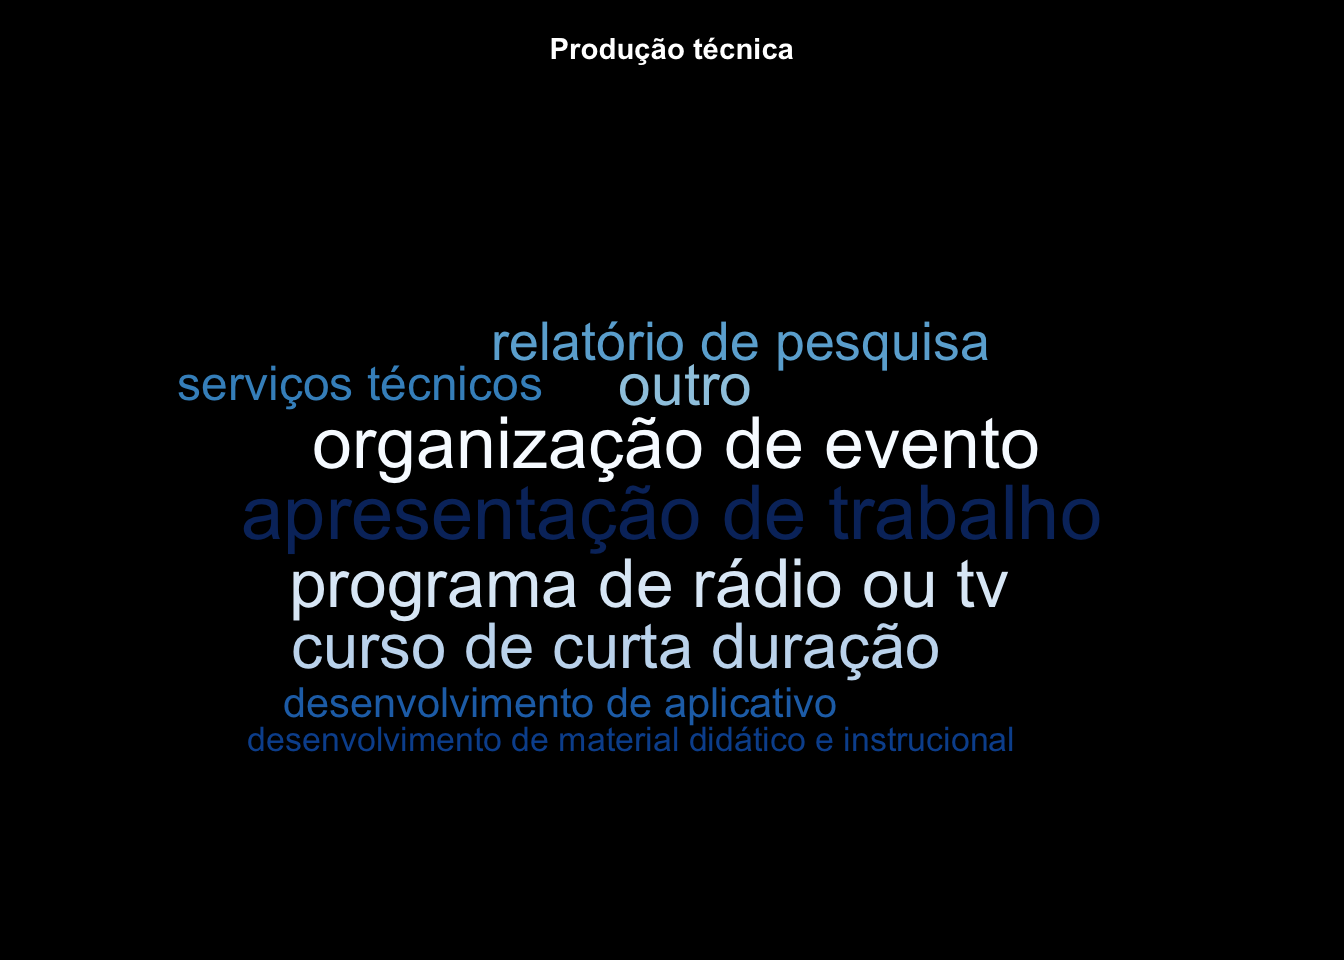 Produção técnica
relatório de pesquisa
serviços técnicos
outro
organização de evento
apresentação de trabalho
programa de rádio ou tv
curso de curta duração
desenvolvimento de aplicativo
desenvolvimento de material didático e instrucional